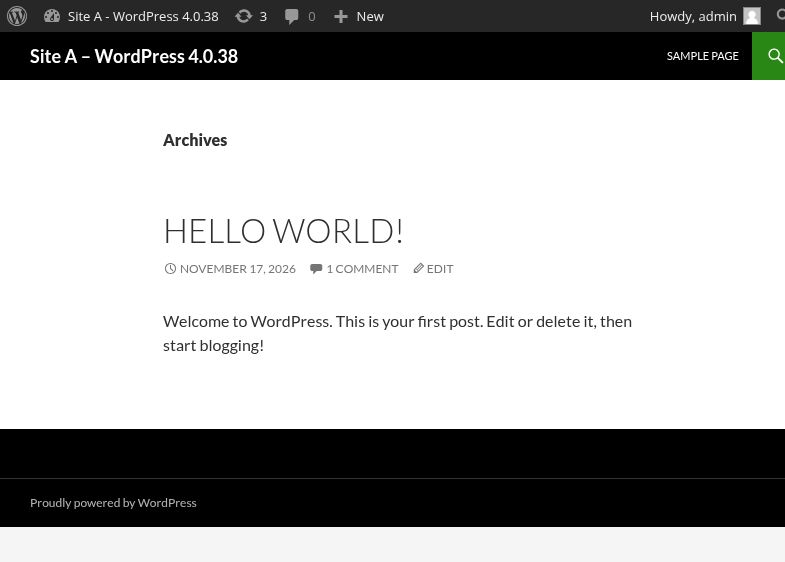 Site A - WordPress 4.0.38 3 0 New Howdy, admin
Site A – WordPress 4.0.38 SAMPLE PAGE
Archives
HELLO WORLD!
NOVEMBER 17, 2026 1 COMMENT EDIT
Welcome to WordPress. This is your first post. Edit or delete it, then
start blogging!
Proudly powered by WordPress